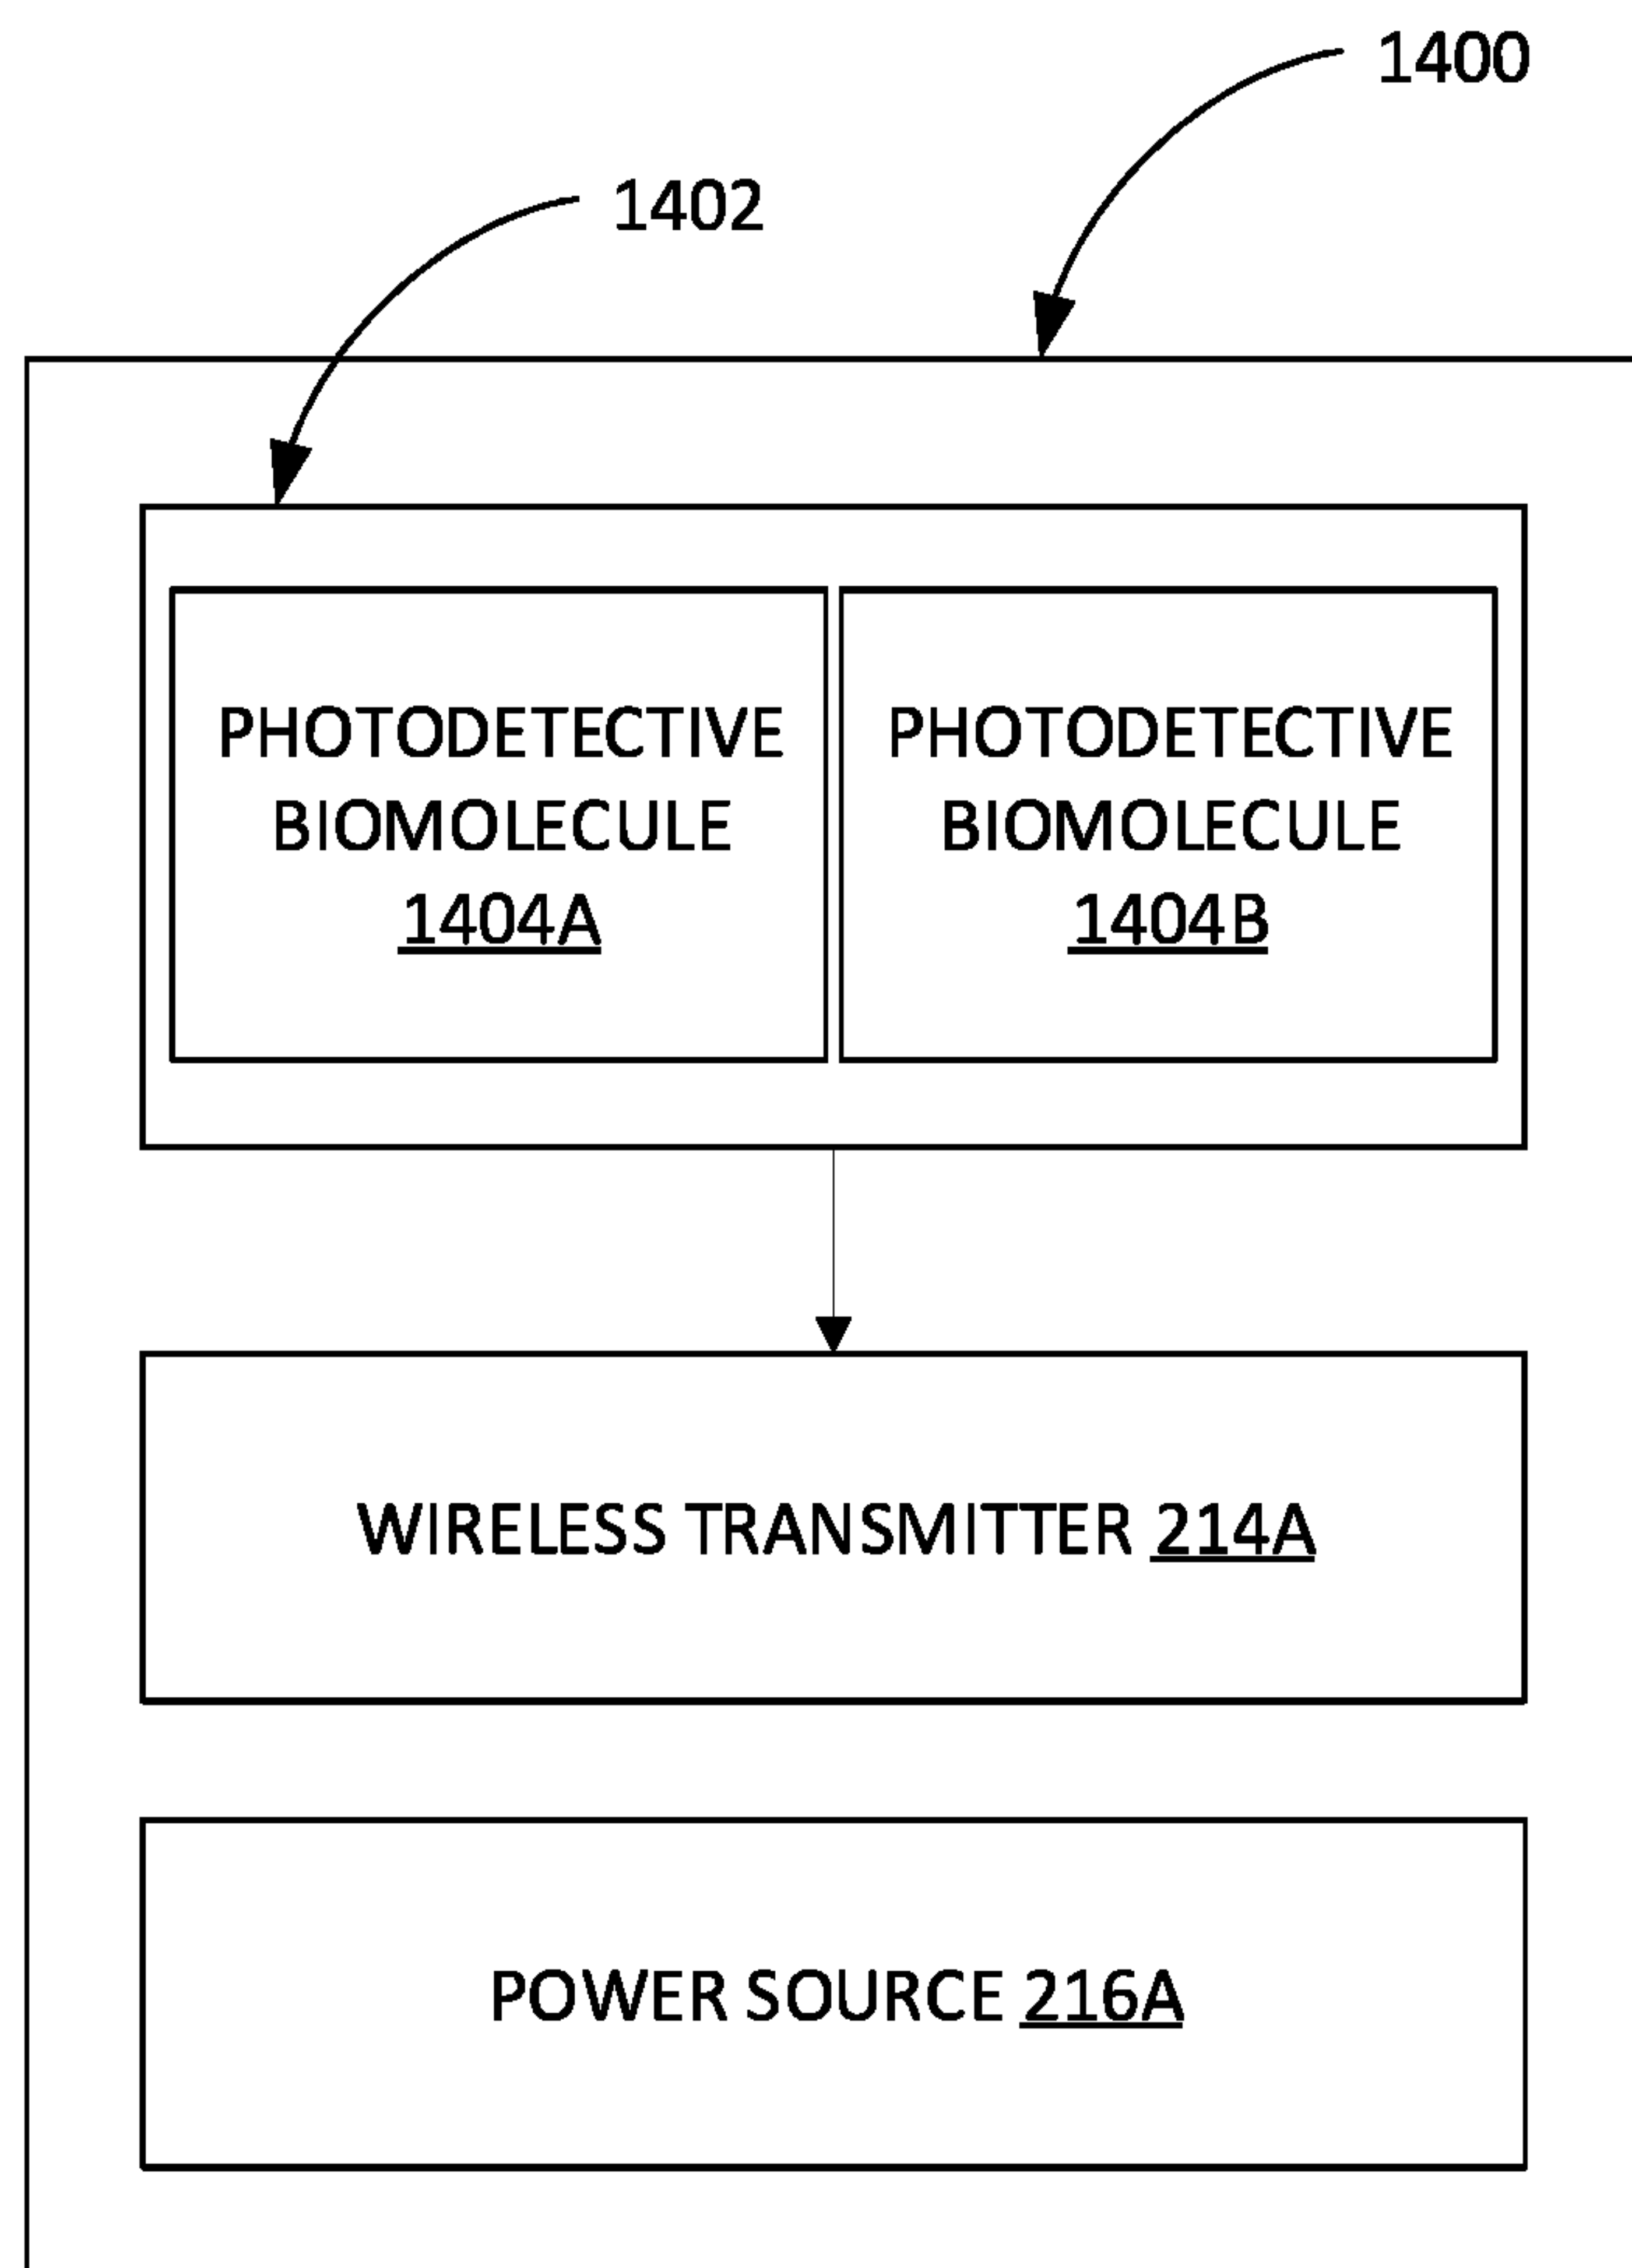 1400
1402
PHOTODETECTIVE
BIOMOLECULE
1404A
PHOTODETECTIVE
BIOMOLECULE
1404B
WIRELESS TRANSMITTER 214A
POWER SOURCE 216A